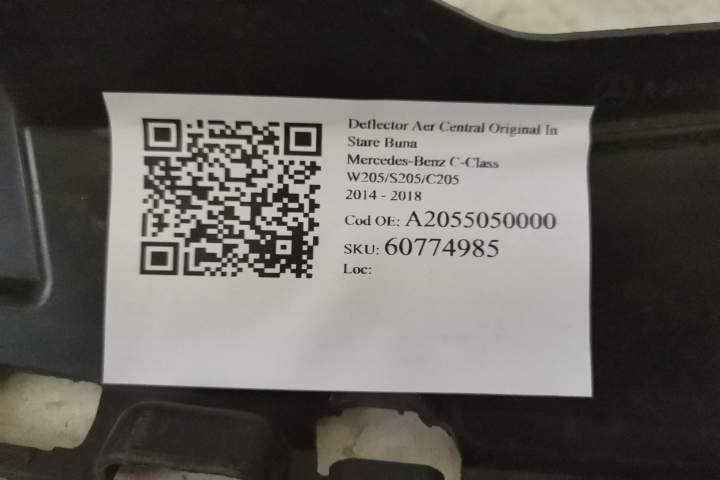 Deflector Aer Central Original In
Stare Buna
Mercedes-Benz C-Class
W205/S205/C205
2014 - 2018
Cod OE: A2055050000
SKU: 60774985
Loc: